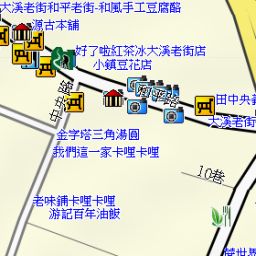 大溪老街和平老街-和風手工豆腐酪
源古本舖
好了啦紅茶冰大溪老街店
小鎮豆花店
中央路
和平路
田中央
大溪老街
金字塔三角湯圓
我們這一家卡哩卡哩
10巷
老味鋪卡哩卡哩
游記百年油飯